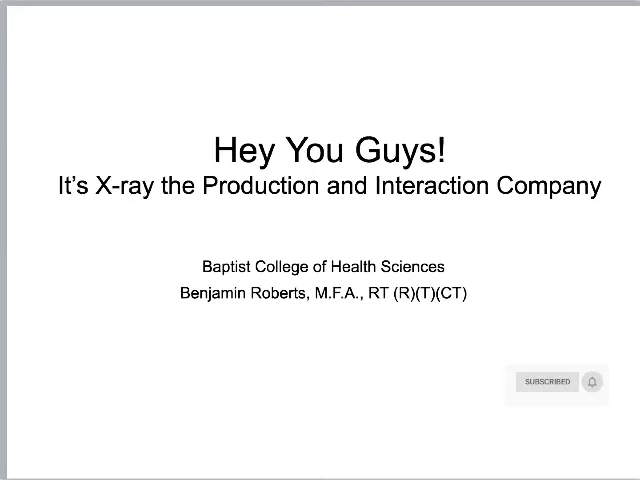 Hey You Guys!
It's X-ray the Production and Interaction Company
Baptist College of Health Sciences
Benjamin Roberts, M.F.A., RT (R)(T)(CT)
SUBSCRIBED